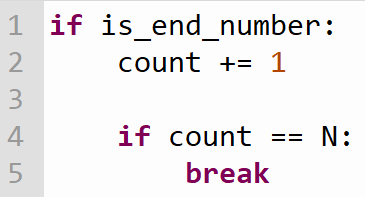 1 if is_end_number:
2     count += 1
3
4     if count == N:
5         break